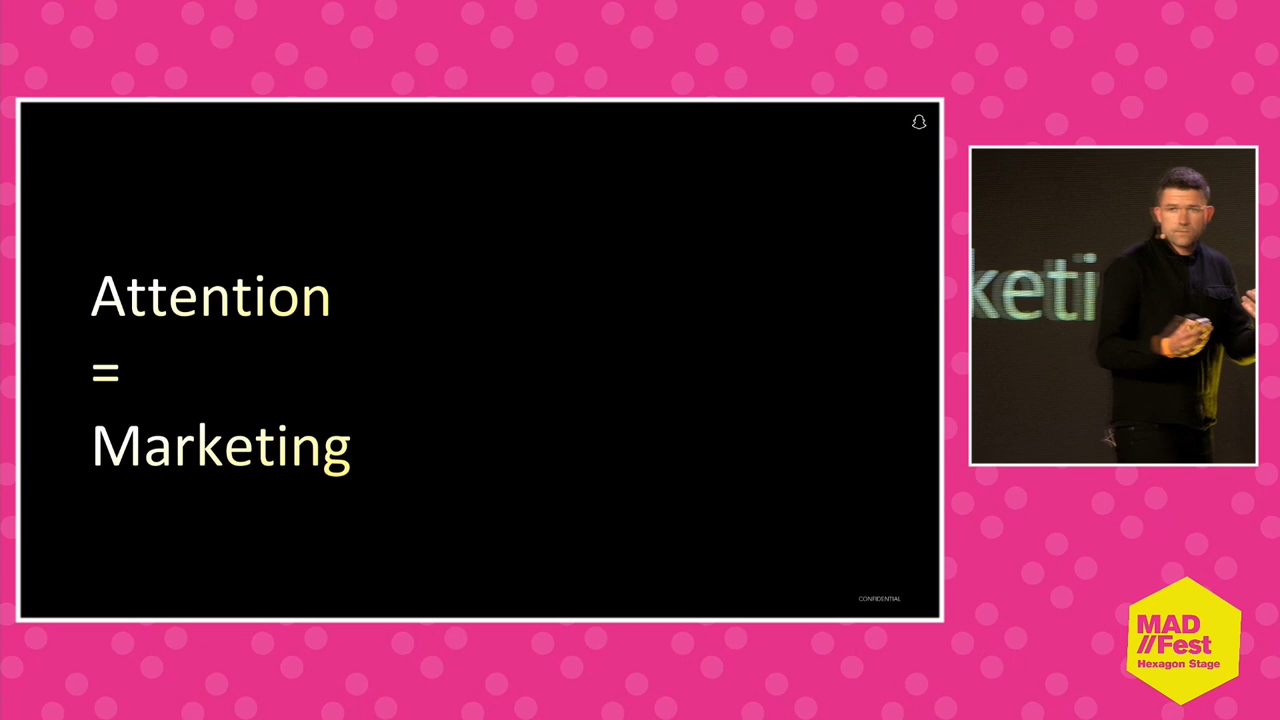 Attention
=
Marketing
CONFIDENTIAL
keti
MAD
//Fest
Hexagon Stage